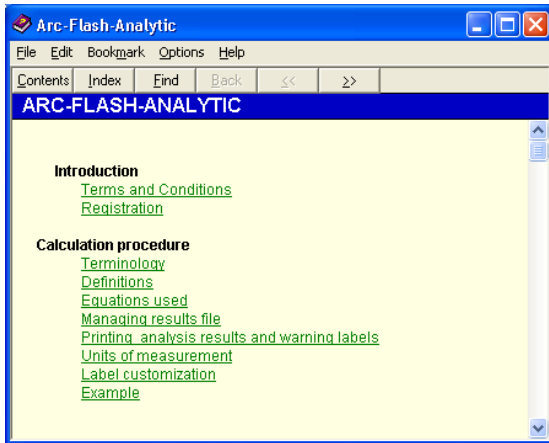 Arc-Flash-Analytic
File Edit Bookmark Options Help
Contents Index Find Back << >>
ARC-FLASH-ANALYTIC
Introduction
Terms and Conditions
Registration
Calculation procedure
Terminology
Definitions
Equations used
Managing results file
Printing analysis results and warning labels
Units of measurement
Label customization
Example